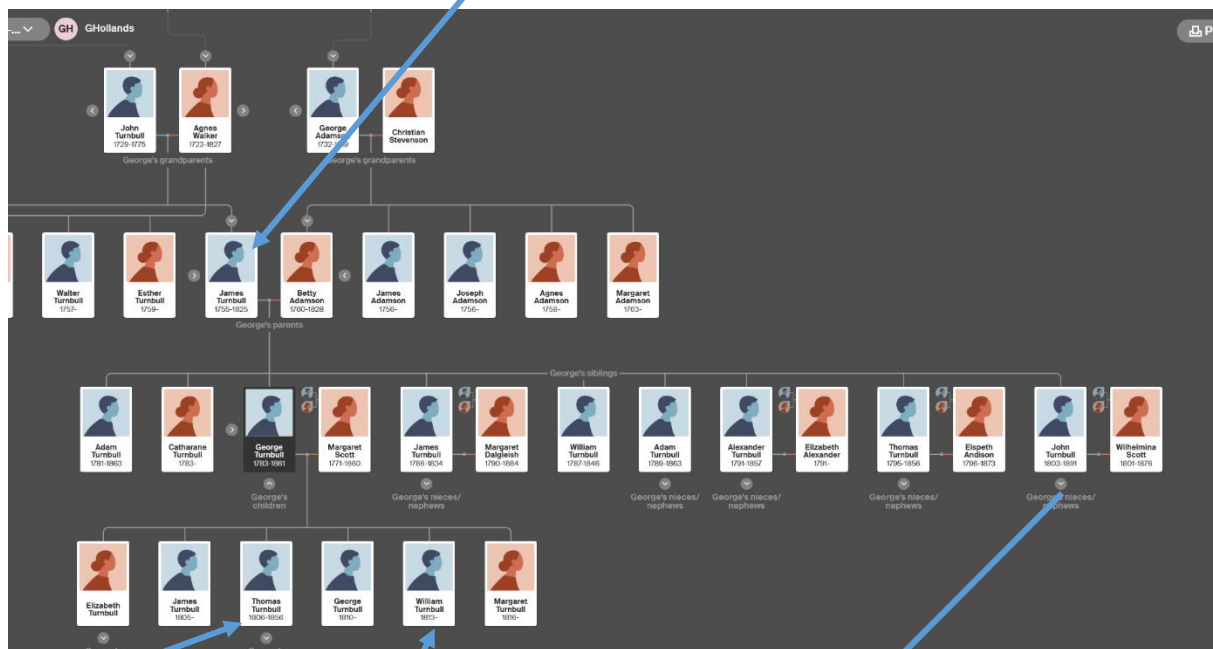 GH GHollands
P
John Turnbull 1729-1775
Agnes Walker 1723-1827
George Adamson
Christian Stevenson
George's grandparents
George's grandparents
Walter Turnbull 1757-
Esther Turnbull 1759-
James Turnbull 1755-1825
Betty Adamson 1760-1828
James Adamson 1756-
Joseph Adamson 1756-
Agnes Adamson 1758-
Margaret Adamson 1763-
George's parents
George's siblings
Adam Turnbull 1781-1863
Catharane Turnbull 1783-
George Turnbull 1783-1861
Margaret Scott 1771-1860
James Turnbull 1786-1834
Margaret Dalgleish 1790-1884
William Turnbull 1787-1846
Adam Turnbull 1789-1863
Alexander Turnbull 1791-1857
Elizabeth Alexander 1791-
Thomas Turnbull 1795-1856
Elspeth Andison 1796-1873
John Turnbull 1803-1891
Wilhelmina Scott 1801-1876
George's children
George's nieces/ nephews
George's nieces/ nephews
George's nieces/ nephews
George's nieces/ nephews
George's nieces/ nephews
Elizabeth Turnbull
James Turnbull 1805-
Thomas Turnbull 1806-1856
George Turnbull 1810-
William Turnbull 1813-
Margaret Turnbull 1816-